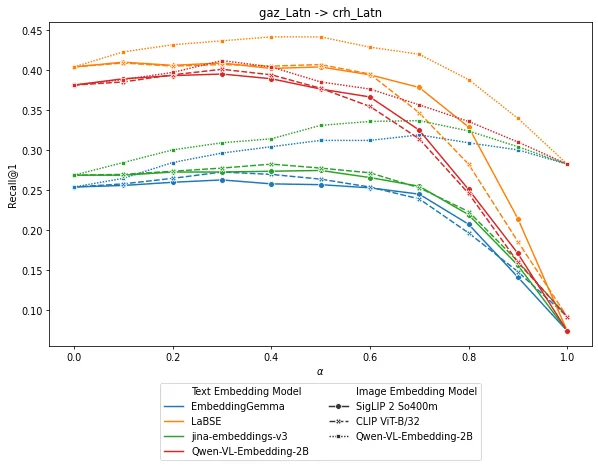 gaz_Latn -> crh_Latn
Recall@1
0.45
0.40
0.35
0.30
0.25
0.20
0.15
0.10
0.0 0.2 0.4 0.6 0.8 1.0
α
Text Embedding Model Image Embedding Model
EmbeddingGemma SigLIP 2 So400m
LaBSE CLIP ViT-B/32
jina-embeddings-v3 Qwen-VL-Embedding-2B
Qwen-VL-Embedding-2B